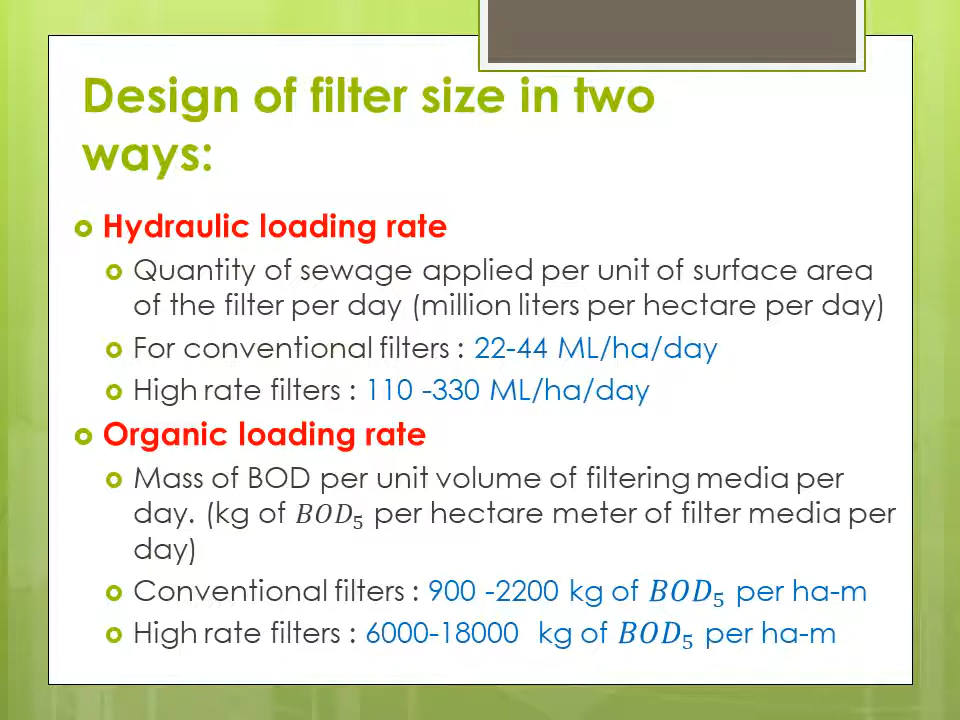 Design of filter size in two
ways:
Hydraulic loading rate
Quantity of sewage applied per unit of surface area
of the filter per day (million liters per hectare per day)
For conventional filters : 22-44 ML/ha/day
High rate filters : 110 -330 ML/ha/day
Organic loading rate
Mass of BOD per unit volume of filtering media per
day. (kg of BOD₅ per hectare meter of filter media per
day)
Conventional filters : 900 -2200 kg of BOD₅ per ha-m
High rate filters : 6000-18000 kg of BOD₅ per ha-m